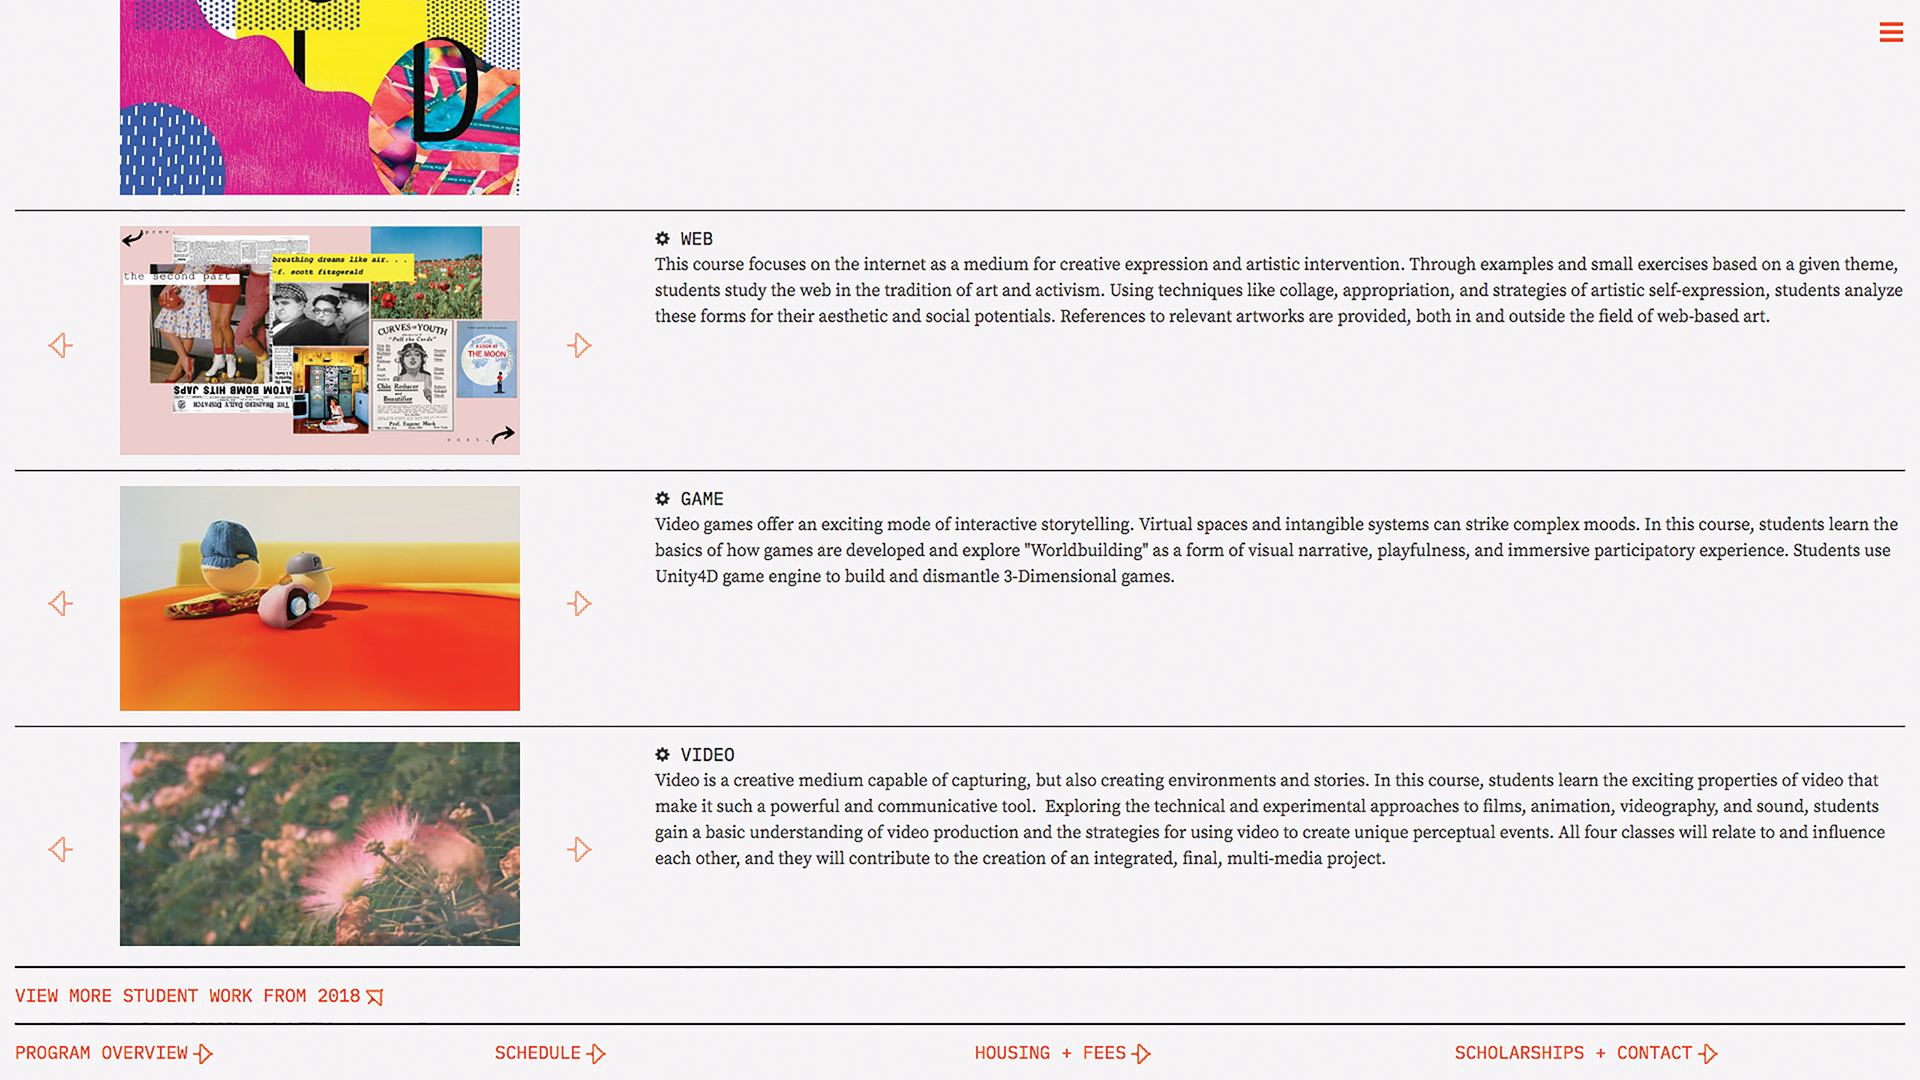 D
WEB
This course focuses on the internet as a medium for creative expression and artistic intervention. Through examples and small exercises based on a given theme,
students study the web in the tradition of art and activism. Using techniques like collage, appropriation, and strategies of artistic self-expression, students analyze
these forms for their aesthetic and social potentials. References to relevant artworks are provided, both in and outside the field of web-based art.
prev.
the second part
breathing dreams like air. . .
-f. scott fitzgerald
CURVES of YOUTH
"Pull the Cords"
Chin Reducer
and
Beautifier
Prof. Eugene Mack
A LOOK AT
THE MOON
ATOM BOMB HITS JAPS
THE BRAINERD DAILY DISPATCH
next.
GAME
Video games offer an exciting mode of interactive storytelling. Virtual spaces and intangible systems can strike complex moods. In this course, students learn the
basics of how games are developed and explore "Worldbuilding" as a form of visual narrative, playfulness, and immersive participatory experience. Students use
Unity4D game engine to build and dismantle 3-Dimensional games.
P
VIDEO
Video is a creative medium capable of capturing, but also creating environments and stories. In this course, students learn the exciting properties of video that
make it such a powerful and communicative tool.  Exploring the technical and experimental approaches to films, animation, videography, and sound, students
gain a basic understanding of video production and the strategies for using video to create unique perceptual events. All four classes will relate to and influence
each other, and they will contribute to the creation of an integrated, final, multi-media project.
VIEW MORE STUDENT WORK FROM 2018
PROGRAM OVERVIEW
SCHEDULE
HOUSING + FEES
SCHOLARSHIPS + CONTACT